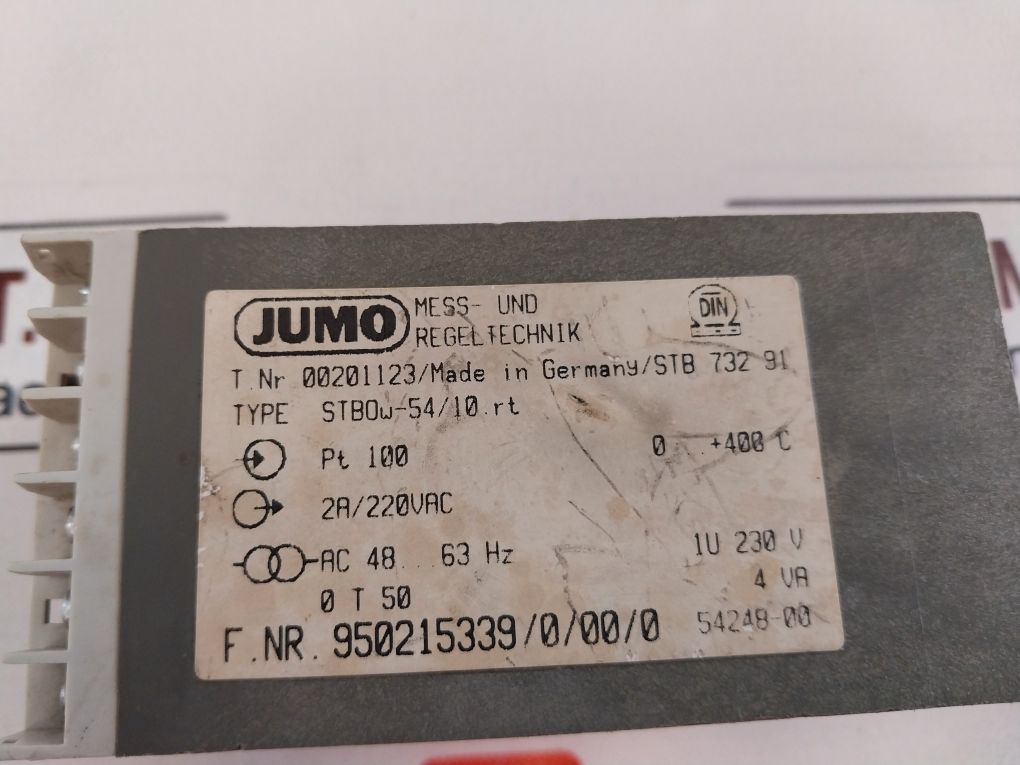 JUMO MESS- UND
REGELTECHNIK
DIN
T.Nr 00201123/Made in Germany/STB 732 91
TYPE STBOw-54/10.rt
Pt 100 0...+400 C
2A/220VAC
AC 48...63 Hz 1U 230 V
0 T 50 4 VA
F.NR. 950215339/0/00/0 54248-00